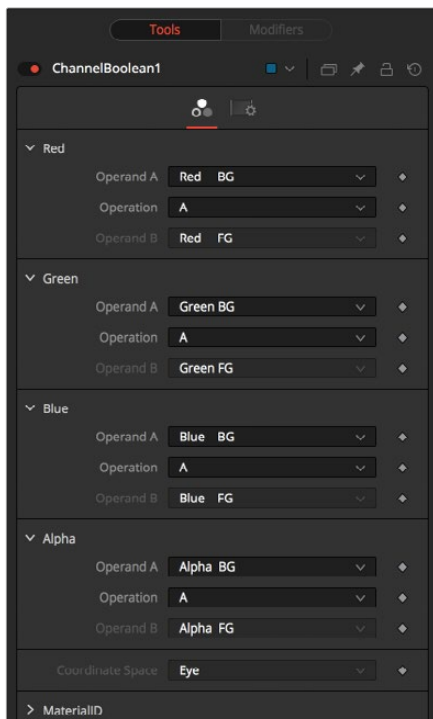 Tools Modifiers
ChannelBoolean1
Red
Operand A Red BG
Operation A
Operand B Red FG
Green
Operand A Green BG
Operation A
Operand B Green FG
Blue
Operand A Blue BG
Operation A
Operand B Blue FG
Alpha
Operand A Alpha BG
Operation A
Operand B Alpha FG
Coordinate Space Eye
MaterialID